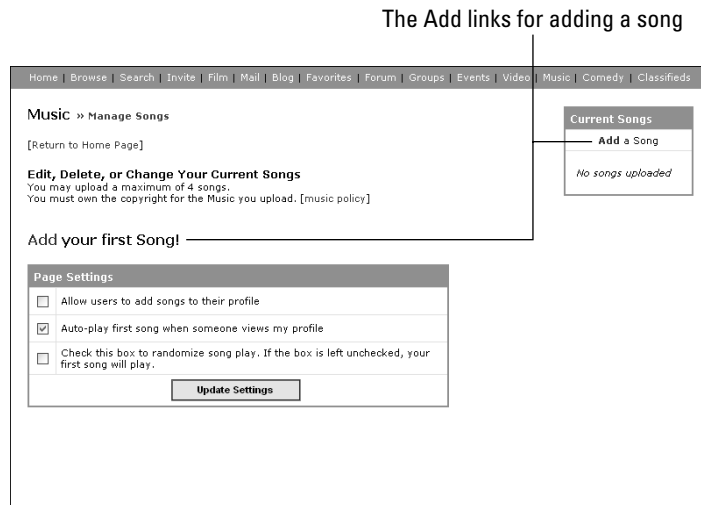 The Add links for adding a song
Home | Browse | Search | Invite | Film | Mail | Blog | Favorites | Forum | Groups | Events | Video | Music | Comedy | Classifieds
Music » Manage Songs
[Return to Home Page]
Edit, Delete, or Change Your Current Songs
You may upload a maximum of 4 songs.
You must own the copyright for the Music you upload. [music policy]
Add your first Song!
Page Settings
Allow users to add songs to their profile
Auto-play first song when someone views my profile
Check this box to randomize song play. If the box is left unchecked, your
first song will play.
Update Settings
Current Songs
Add a Song
No songs uploaded